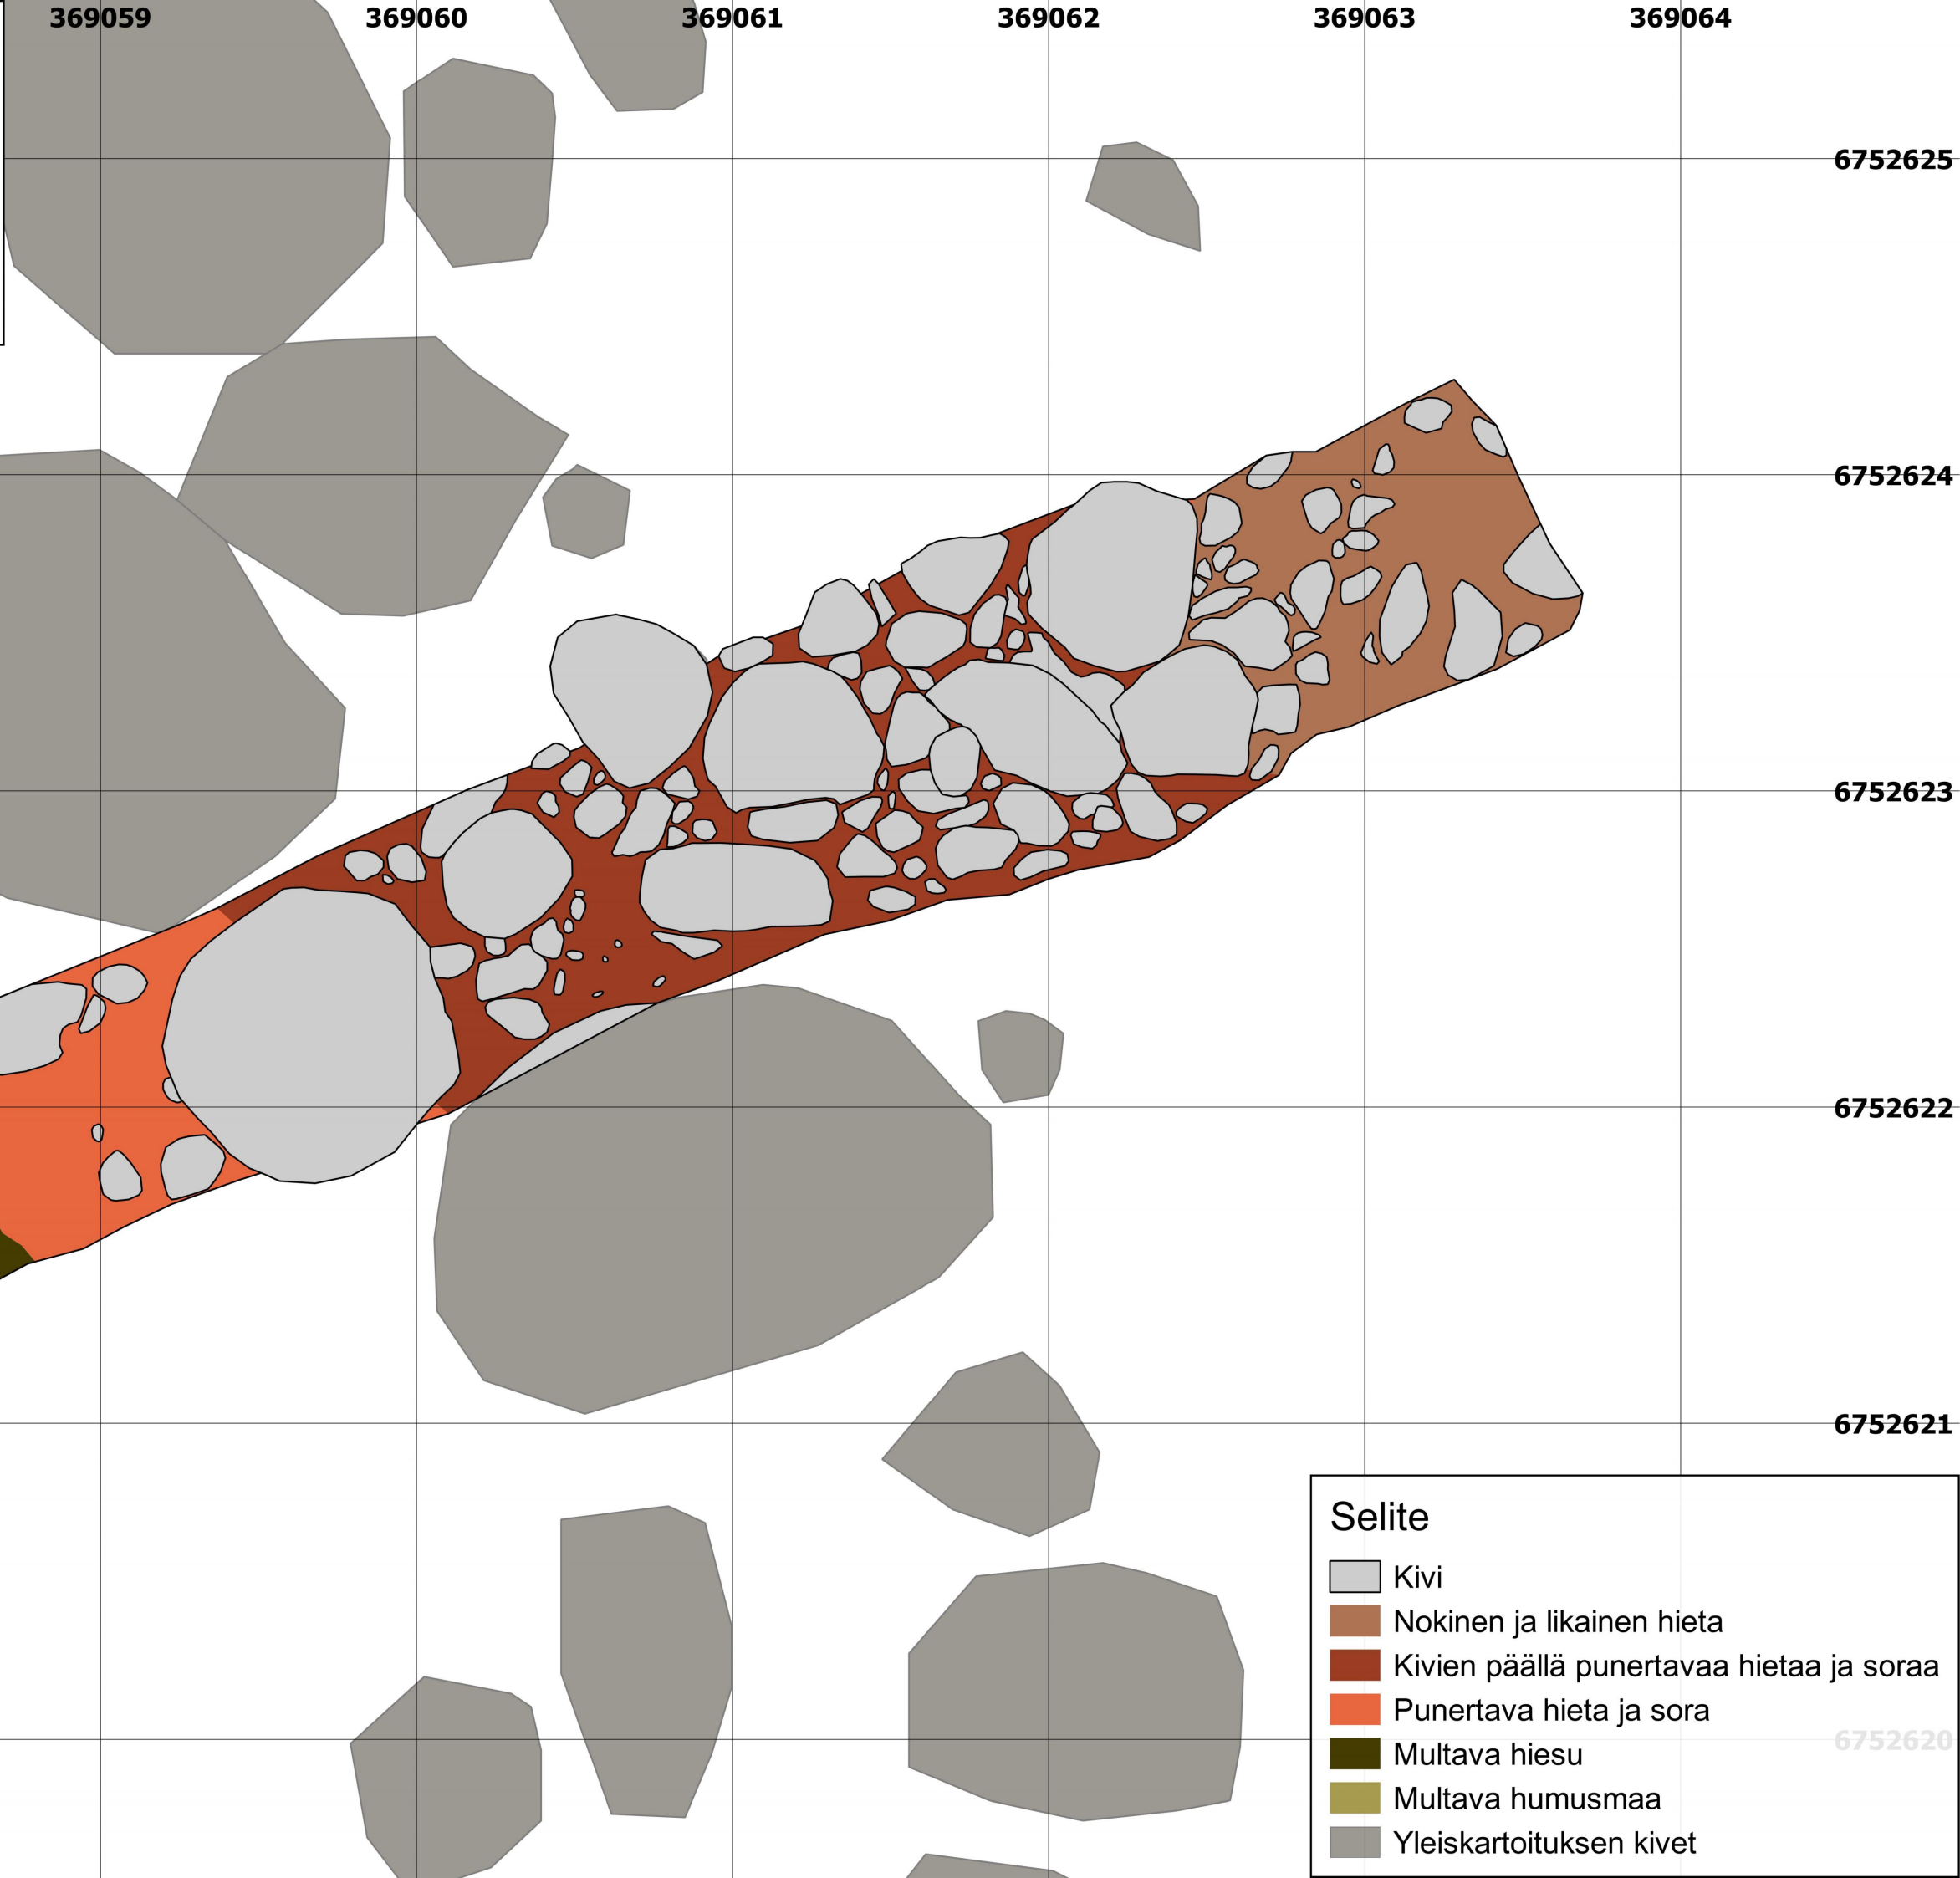 369059 369060 369061 369062 369063 369064
6752625
6752624
6752623
6752622
6752621
Selite
Kivi
Nokinen ja likainen hieta
Kivien päällä punertavaa hietaa ja soraa
Punertava hieta ja sora
6752620
Multava hiesu
Multava humusmaa
Yleiskartoituksen kivet